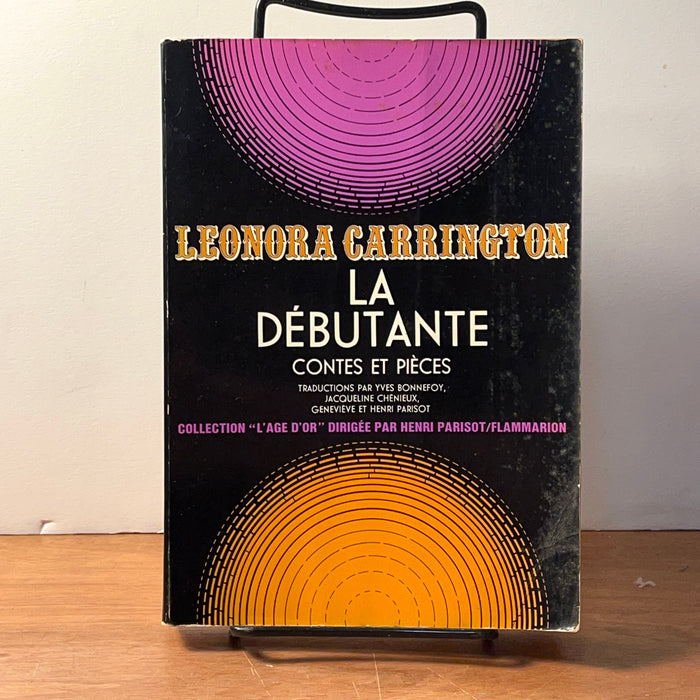 LEONORA CARRINGTON
LA
DÉBUTANTE
CONTES ET PIÈCES
TRADUCTIONS PAR YVES BONNEFOY,
JACQUELINE CHÉNIEUX,
GENEVIÈVE ET HENRI PARISOT
COLLECTION "L'AGE D'OR" DIRIGÉE PAR HENRI PARISOT/FLAMMARION